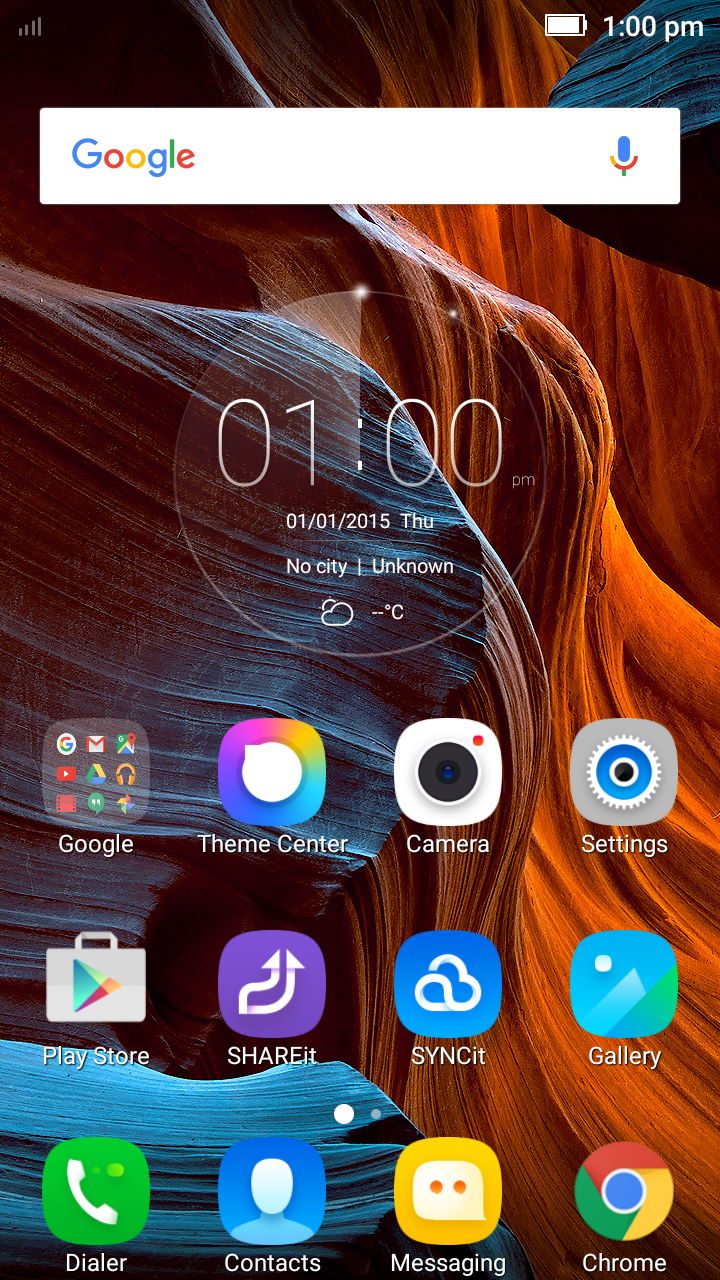 1:00 pm
Google
01:00 pm
01/01/2015 Thu
No city | Unknown
--°C
Google
Theme Center
Camera
Settings
Play Store
SHAREit
SYNCit
Gallery
Dialer
Contacts
Messaging
Chrome